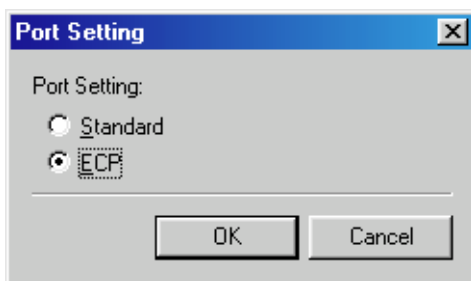 Port Setting
Port Setting:
Standard
ECP
OK
Cancel